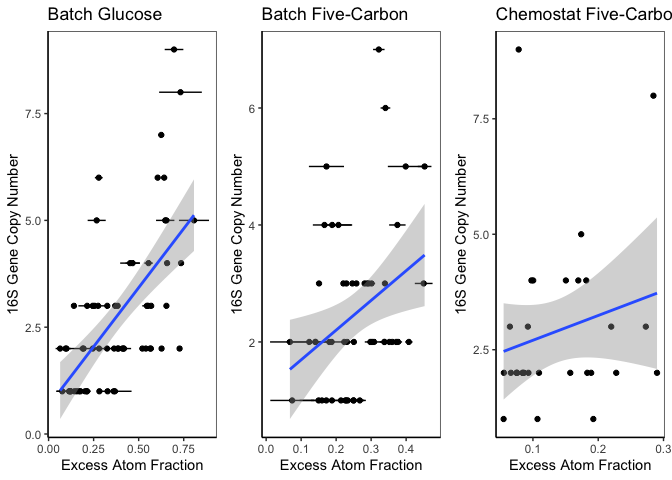 Batch Glucose
Batch Five-Carbon
Chemostat Five-Carbo
16S Gene Copy Number
7.5
5.0
2.5
0.0
0.00
0.25
0.50
0.75
Excess Atom Fraction
16S Gene Copy Number
6
4
2
0.0
0.1
0.2
0.3
0.4
Excess Atom Fraction
16S Gene Copy Number
7.5
5.0
2.5
0.1
0.2
0.3
Excess Atom Fraction